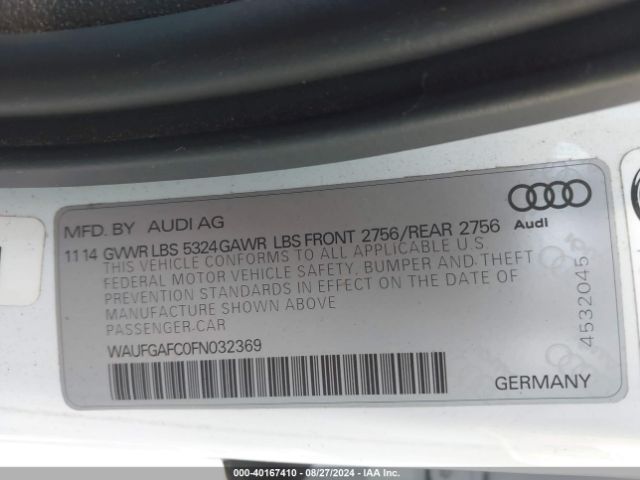 MFD. BY AUDI AG
Audi
11 14 GVWR LBS 5324 GAWR LBS FRONT 2756/REAR 2756
THIS VEHICLE CONFORMS TO ALL APPLICABLE U.S.
FEDERAL MOTOR VEHICLE SAFETY, BUMPER AND THEFT
PREVENTION STANDARDS IN EFFECT ON THE DATE OF
MANUFACTURE SHOWN ABOVE
PASSENGER-CAR
WAUFGAFC0FN032369
4532045
GERMANY
000-40167410 - 08/27/2024 - IAA Inc.